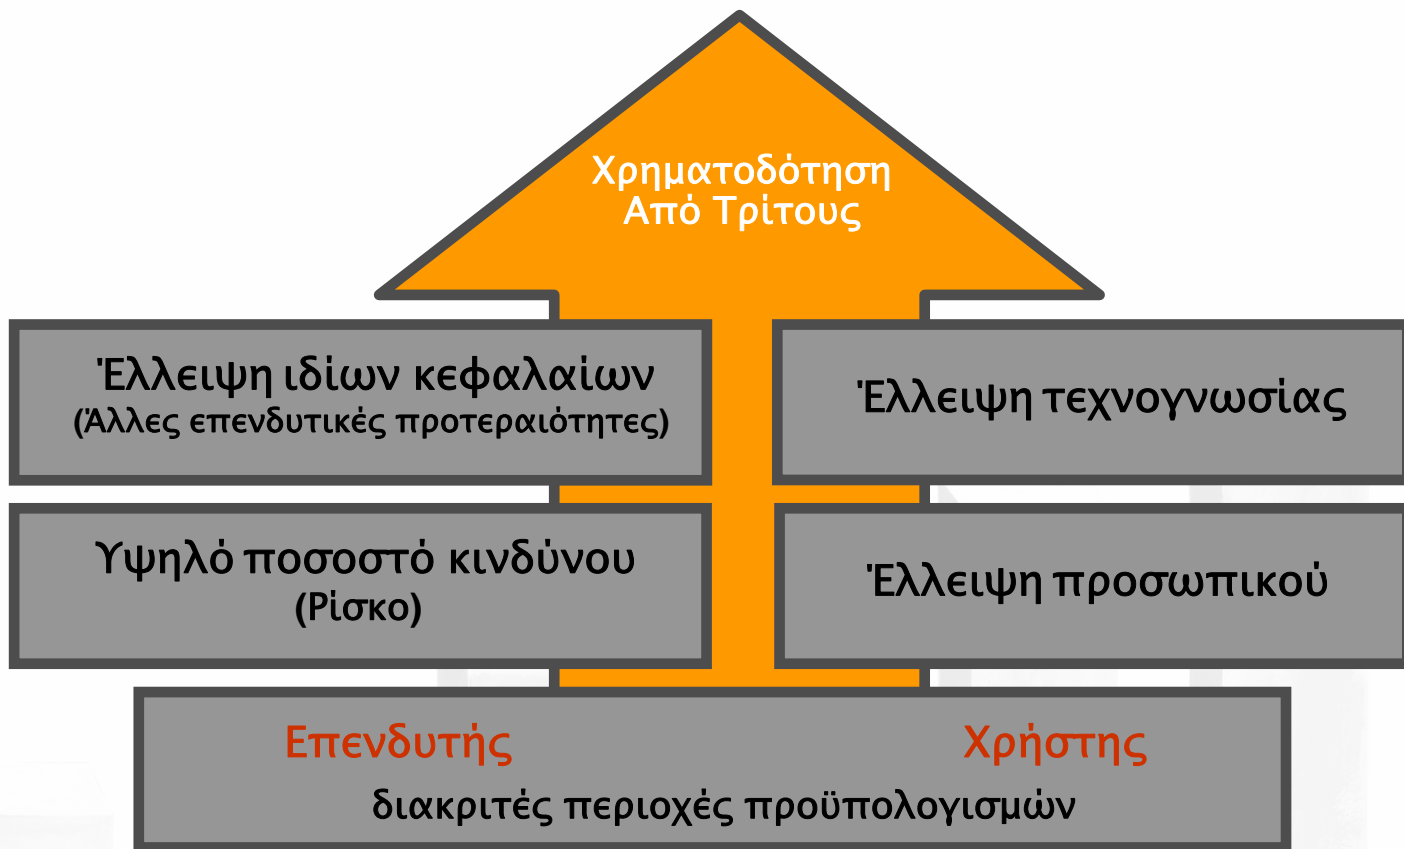 Χρηματοδότηση
Από Τρίτους
Έλλειψη ιδίων κεφαλαίων
(Άλλες επενδυτικές προτεραιότητες)
Έλλειψη τεχνογνωσίας
Υψηλό ποσοστό κινδύνου
(Ρίσκο)
Έλλειψη προσωπικού
Επενδυτής
Χρήστης
διακριτές περιοχές προϋπολογισμών